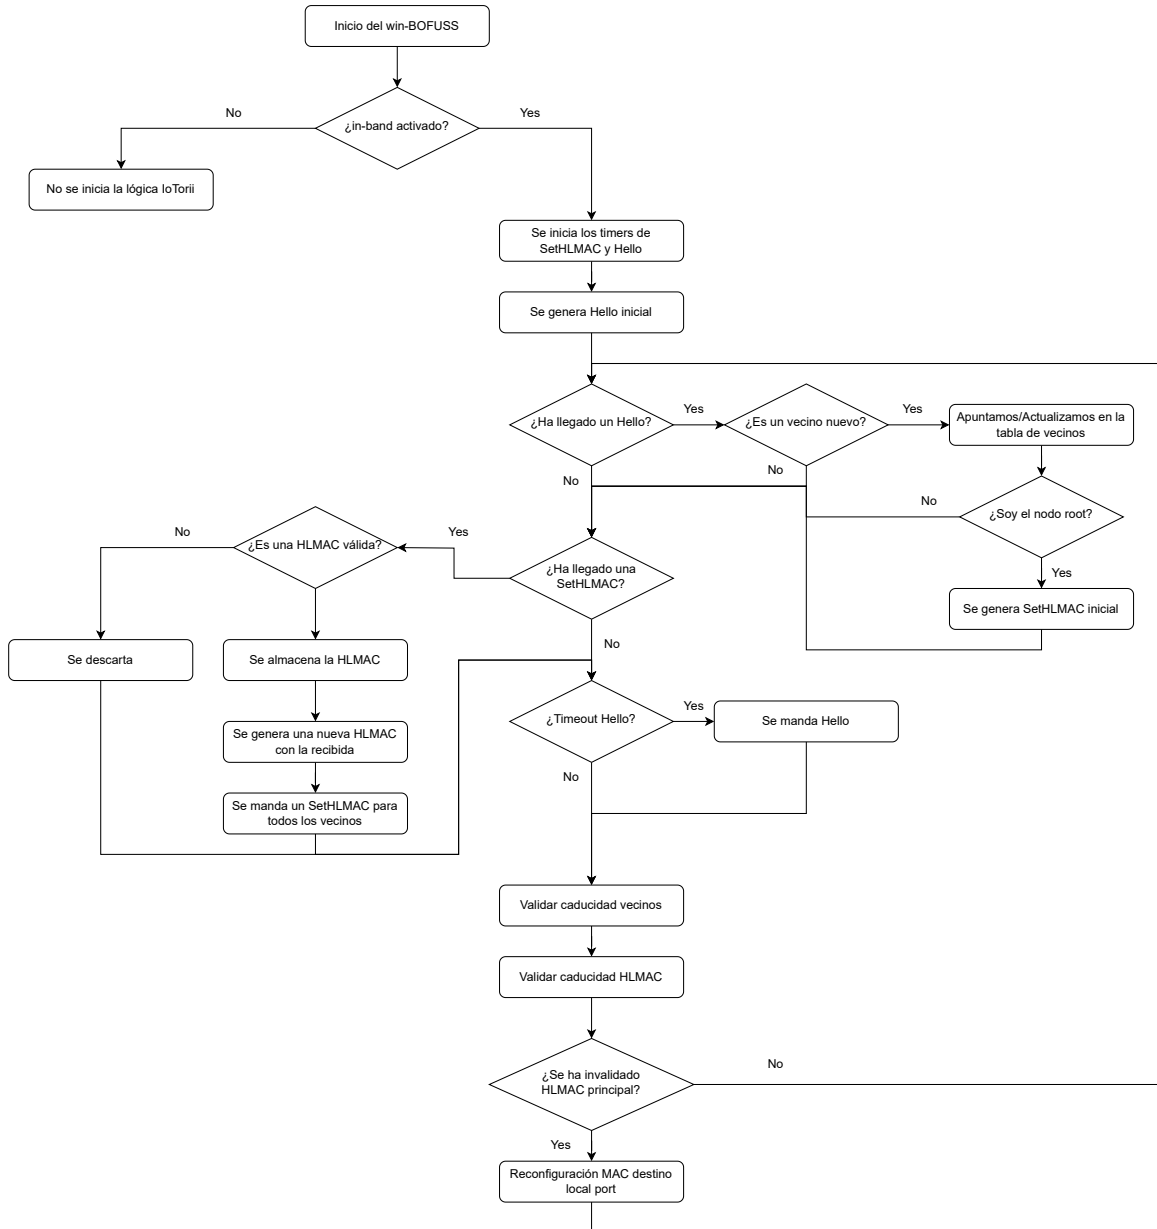 Inicio del win-BOFUSS
No
Yes
¿in-band activado?
No se inicia la lógica IoTorii
Se inicia los timers de
SetHLMAC y Hello
Se genera Hello inicial
¿Ha llegado un Hello?
Yes
¿Es un vecino nuevo?
Yes
Apuntamos/Actualizamos en la
tabla de vecinos
No
No
No
¿Soy el nodo root?
Yes
Se genera SetHLMAC inicial
No
¿Es una HLMAC válida?
Yes
¿Ha llegado una
SetHLMAC?
No
Se descarta
Se almacena la HLMAC
Se genera una nueva HLMAC
con la recibida
Se manda un SetHLMAC para
todos los vecinos
¿Timeout Hello?
Yes
Se manda Hello
No
Validar caducidad vecinos
Validar caducidad HLMAC
¿Se ha invalidado
HLMAC principal?
No
Yes
Reconfiguración MAC destino
local port